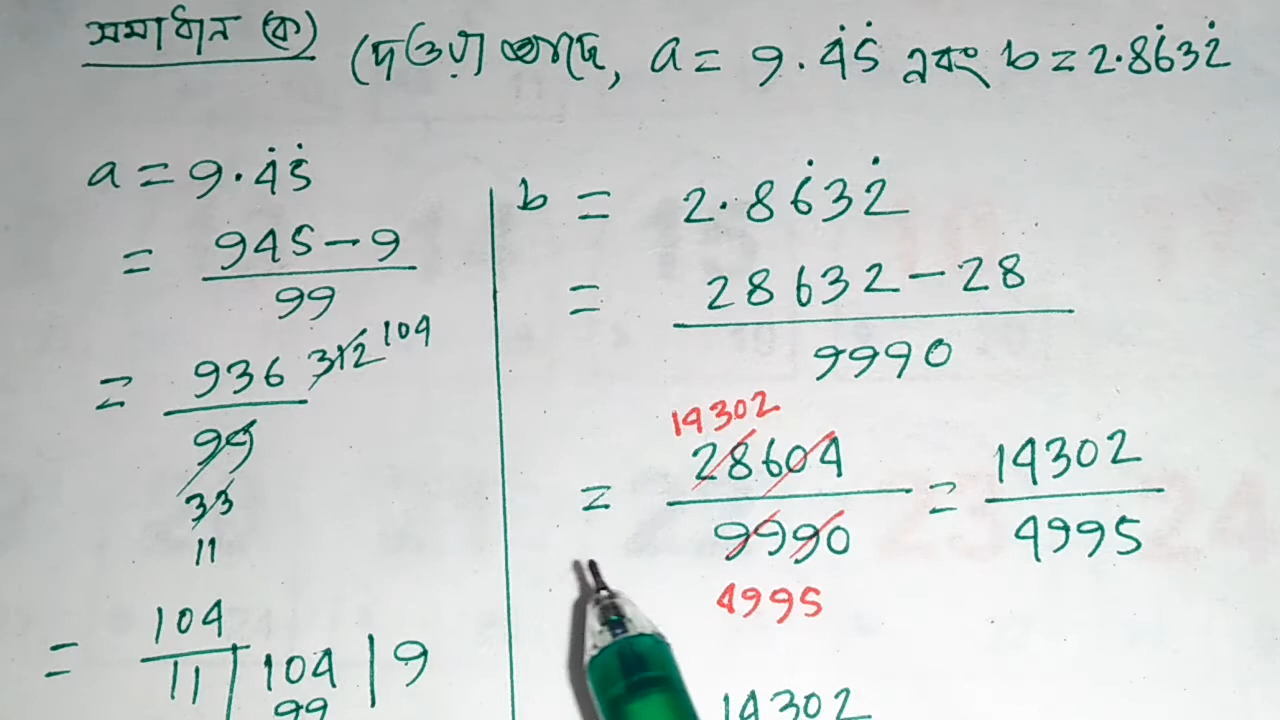 সমাধান (ক)
দেওয়া আছে, a = 9.4̇5̇ এবং b = 2.86̇32̇
a = 9.4̇5̇
= 945 − 9
99
= 936 312 104
99
33
11
= 104
11 | 104 | 9
99
b = 2.86̇32̇
= 28632 − 28
9990
14302
= 28604 = 14302
9990 4995
4995
14302